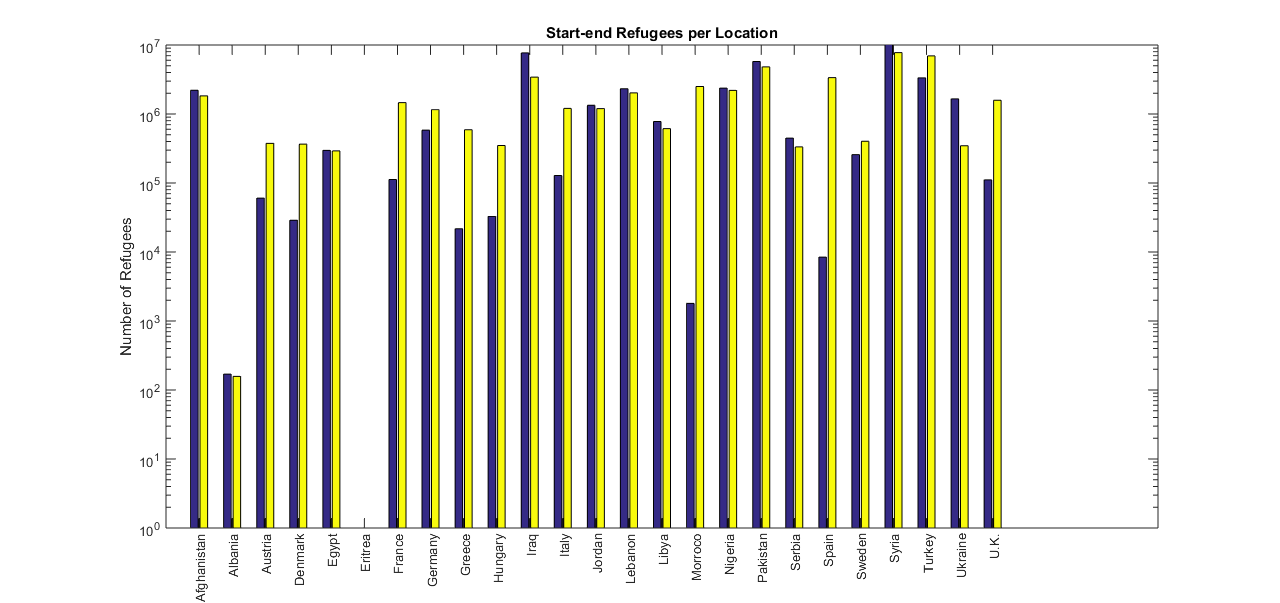 Start-end Refugees per Location
Number of Refugees
10^7
10^6
10^5
10^4
10^3
10^2
10^1
10^0
Afghanistan
Albania
Austria
Denmark
Egypt
Eritrea
France
Germany
Greece
Hungary
Iraq
Italy
Jordan
Lebanon
Libya
Morroco
Nigeria
Pakistan
Serbia
Spain
Sweden
Syria
Turkey
Ukraine
U.K.